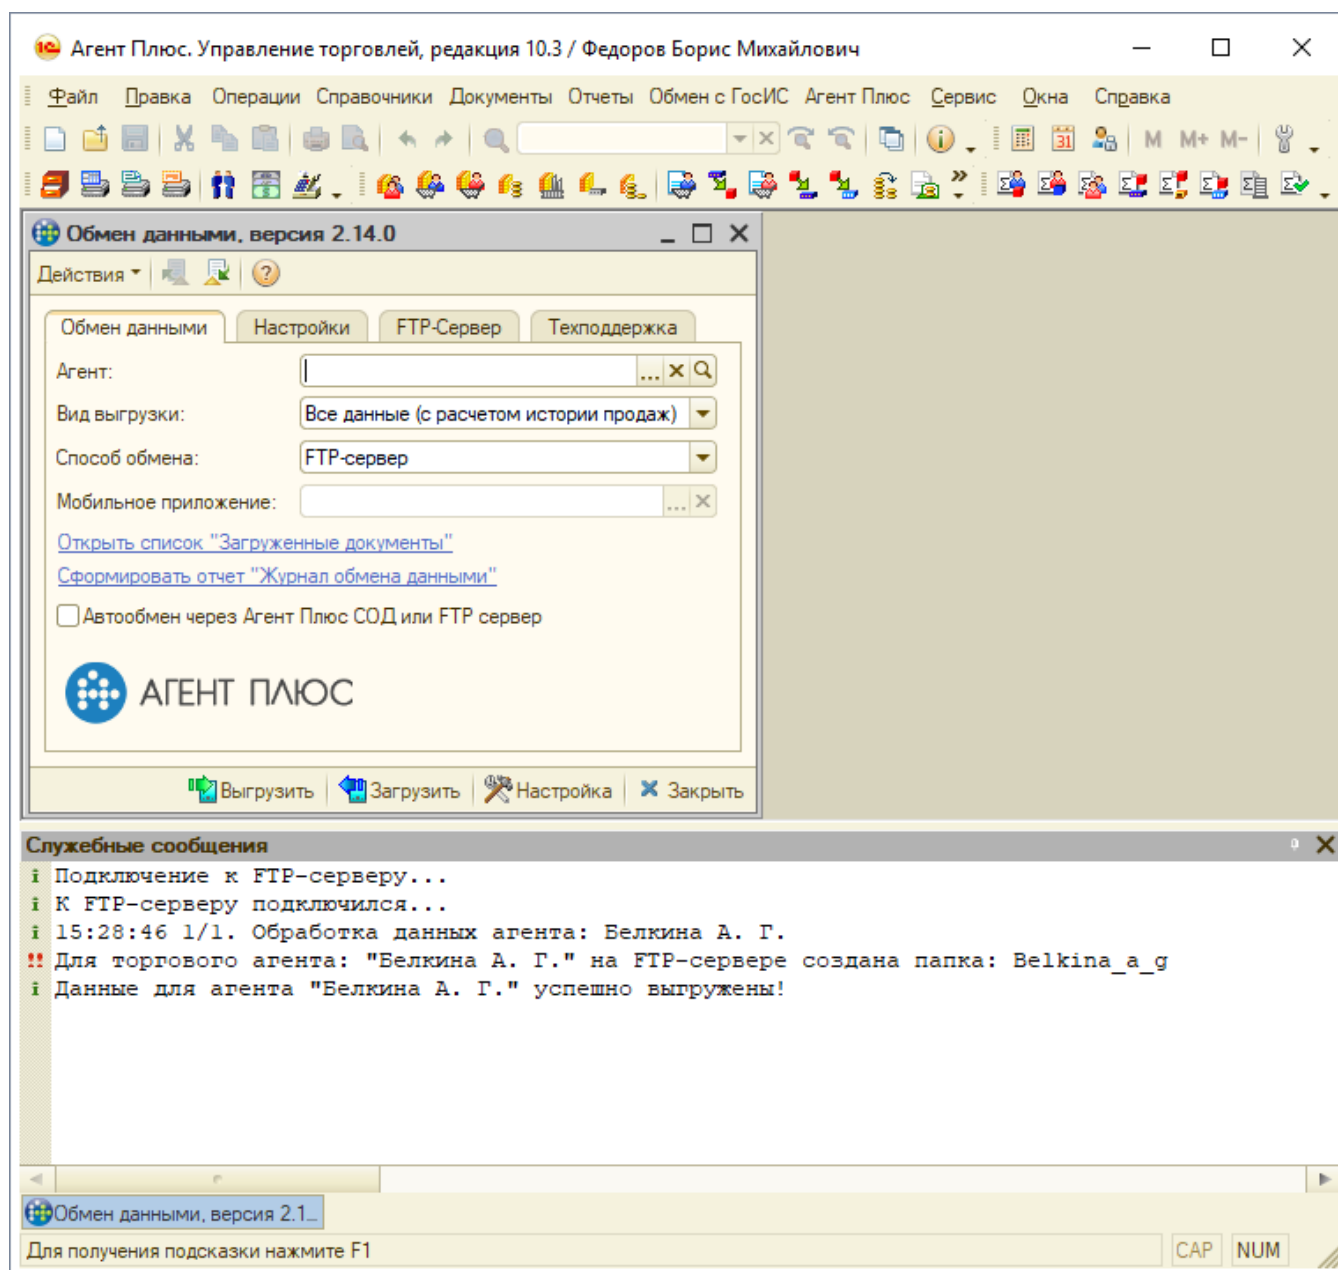 Агент Плюс. Управление торговлей, редакция 10.3 / Федоров Борис Михайлович
Файл Правка Операции Справочники Документы Отчеты Обмен с ГосИС Агент Плюс Сервис Окна Справка
M M+ M-
Обмен данными, версия 2.14.0
Действия
Обмен данными Настройки FTP-Сервер Техподдержка
Агент:
Вид выгрузки: Все данные (с расчетом истории продаж)
Способ обмена: FTP-сервер
Мобильное приложение:
Открыть список "Загруженные документы"
Сформировать отчет "Журнал обмена данными"
Автообмен через Агент Плюс СОД или FTP сервер
АГЕНТ ПЛЮС
Выгрузить Загрузить Настройка Закрыть
Служебные сообщения
Подключение к FTP-серверу...
К FTP-серверу подключился...
15:28:46 1/1. Обработка данных агента: Белкина А. Г.
Для торгового агента: "Белкина А. Г." на FTP-сервере создана папка: Belkina_a_g
Данные для агента "Белкина А. Г." успешно выгружены!
Обмен данными, версия 2.1...
Для получения подсказки нажмите F1 CAP NUM